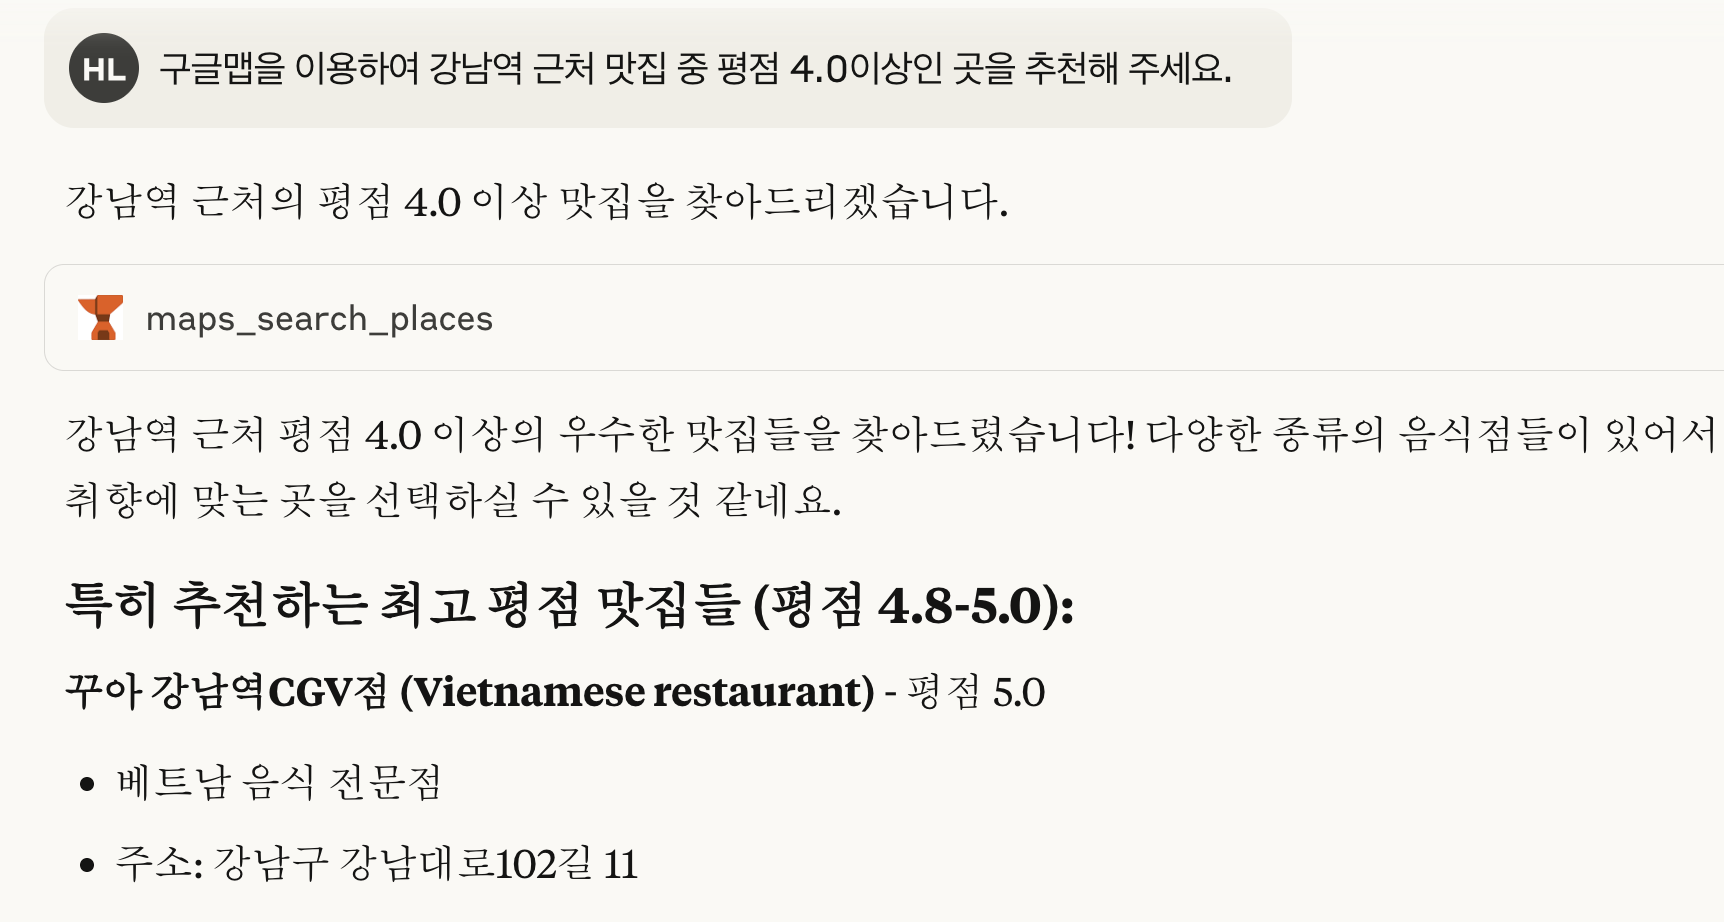 HL 구글맵을 이용하여 강남역 근처 맛집 중 평점 4.0이상인 곳을 추천해 주세요.
강남역 근처의 평점 4.0 이상 맛집을 찾아드리겠습니다.
maps_search_places
강남역 근처 평점 4.0 이상의 우수한 맛집들을 찾아드렸습니다! 다양한 종류의 음식점들이 있어서
취향에 맞는 곳을 선택하실 수 있을 것 같네요.
특히 추천하는 최고 평점 맛집들 (평점 4.8-5.0):
꾸아 강남역CGV점 (Vietnamese restaurant) - 평점 5.0
• 베트남 음식 전문점
• 주소: 강남구 강남대로102길 11